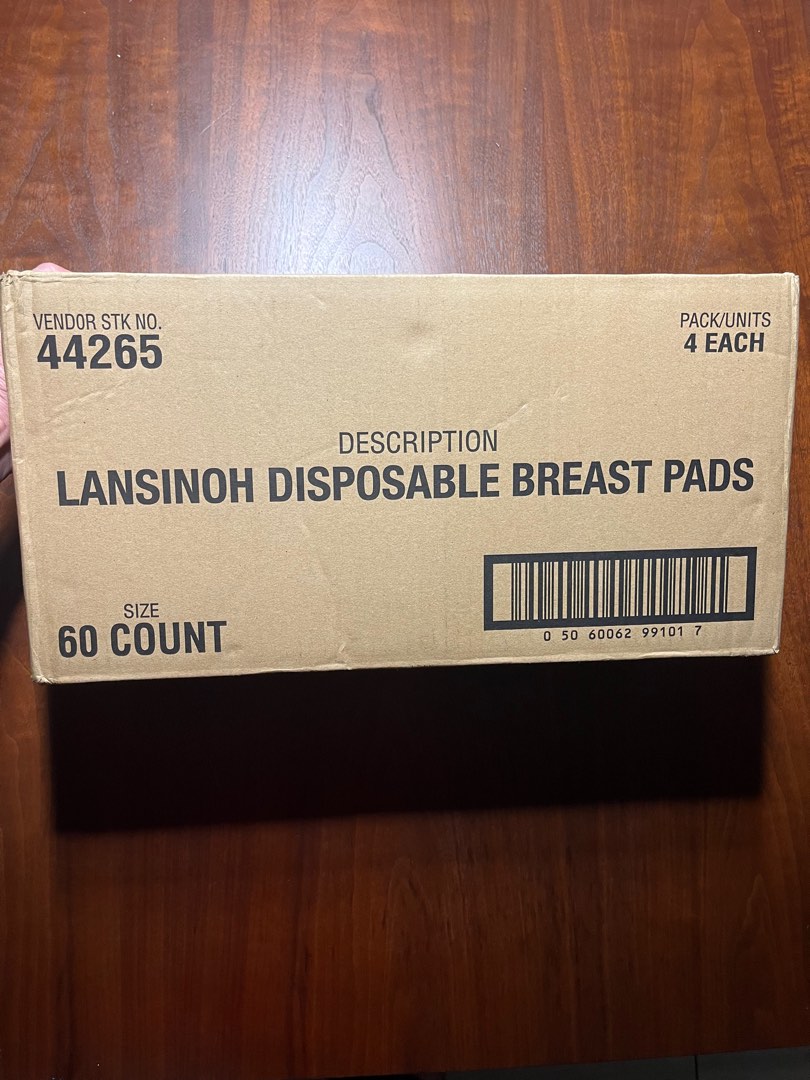 VENDOR STK NO.
44265
PACK/UNITS
4 EACH
DESCRIPTION
LANSINOH DISPOSABLE BREAST PADS
SIZE
60 COUNT
0 50 60062 99101 7